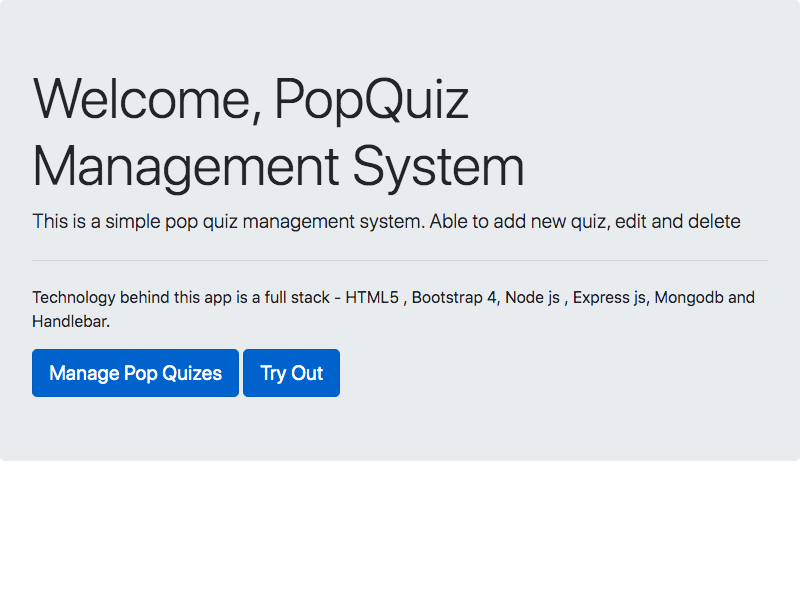 Welcome, PopQuiz
Management System
This is a simple pop quiz management system. Able to add new quiz, edit and delete
Technology behind this app is a full stack - HTML5 , Bootstrap 4, Node js , Express js, Mongodb and
Handlebar.
Manage Pop Quizes
Try Out